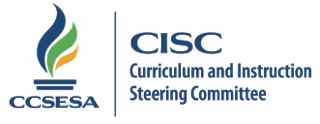 CCSESA
CISC
Curriculum and Instruction
Steering Committee